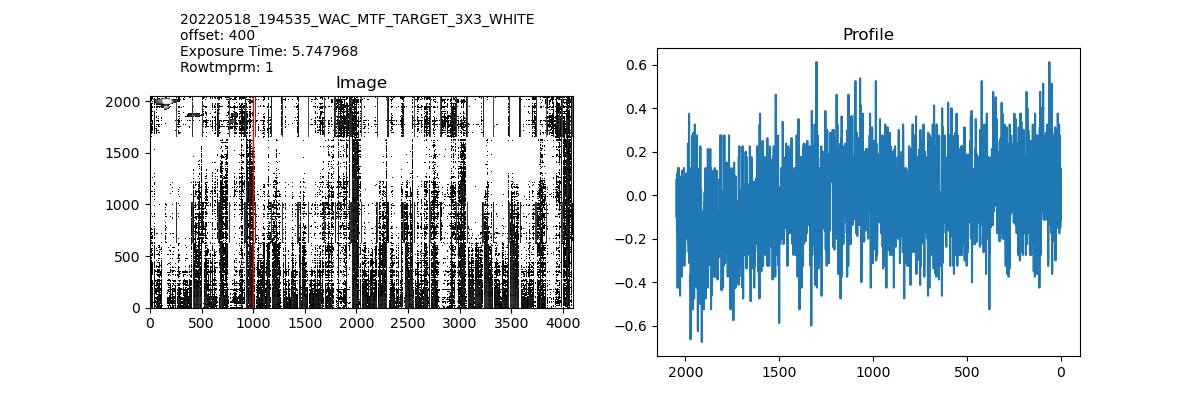 20220518_194535_WAC_MTF_TARGET_3X3_WHITE
offset: 400
Exposure Time: 5.747968
Rowtmprm: 1
Image
2000
1500
1000
500
0
0 500 1000 1500 2000 2500 3000 3500 4000
Profile
0.6
0.4
0.2
0.0
−0.2
−0.4
−0.6
2000 1500 1000 500 0